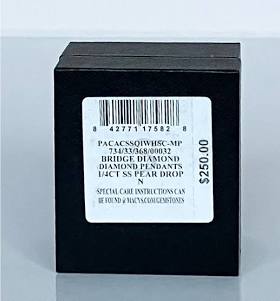 8 42771 17582 8
PACACSSQIWH5C-MP
734/33/368/00032
BRIDGE DIAMOND
DIAMOND PENDANTS
1/4CT SS PEAR DROP
N
*SPECIAL CARE INSTRUCTIONS CAN
BE FOUND @ MACYS.COM/GEMSTONES
$250.00